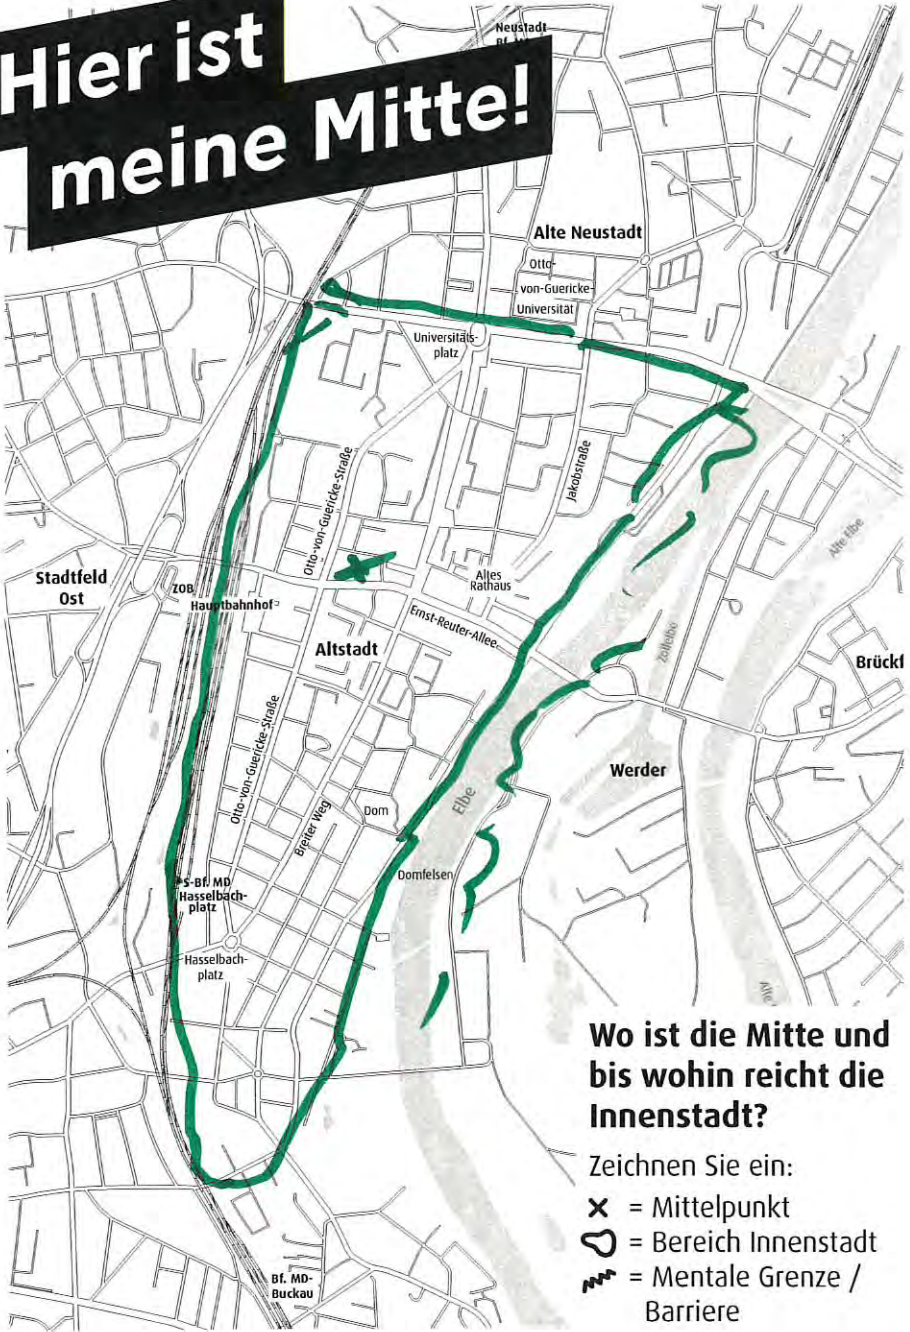 Hier ist
meine Mitte!
Neustadt
Alte Neustadt
Otto-
von-Guericke-
Universität
Universitäts-
platz
Otto-von-Guericke-Straße
Jakobstraße
Alte Elbe
Stadtfeld
Ost
ZOB
Hauptbahnhof
Altes
Rathaus
Ernst-Reuter-Allee
Altstadt
Zollelbe
Brückf
Otto-von-Guericke-Straße
Breiter Weg
Dom
Elbe
Werder
Domfelsen
S-Bf. MD
Hasselbach-
platz
Hasselbach-
platz
Alte
Bf. MD-
Buckau
Wo ist die Mitte und
bis wohin reicht die
Innenstadt?
Zeichnen Sie ein:
x = Mittelpunkt
= Bereich Innenstadt
= Mentale Grenze /
Barriere